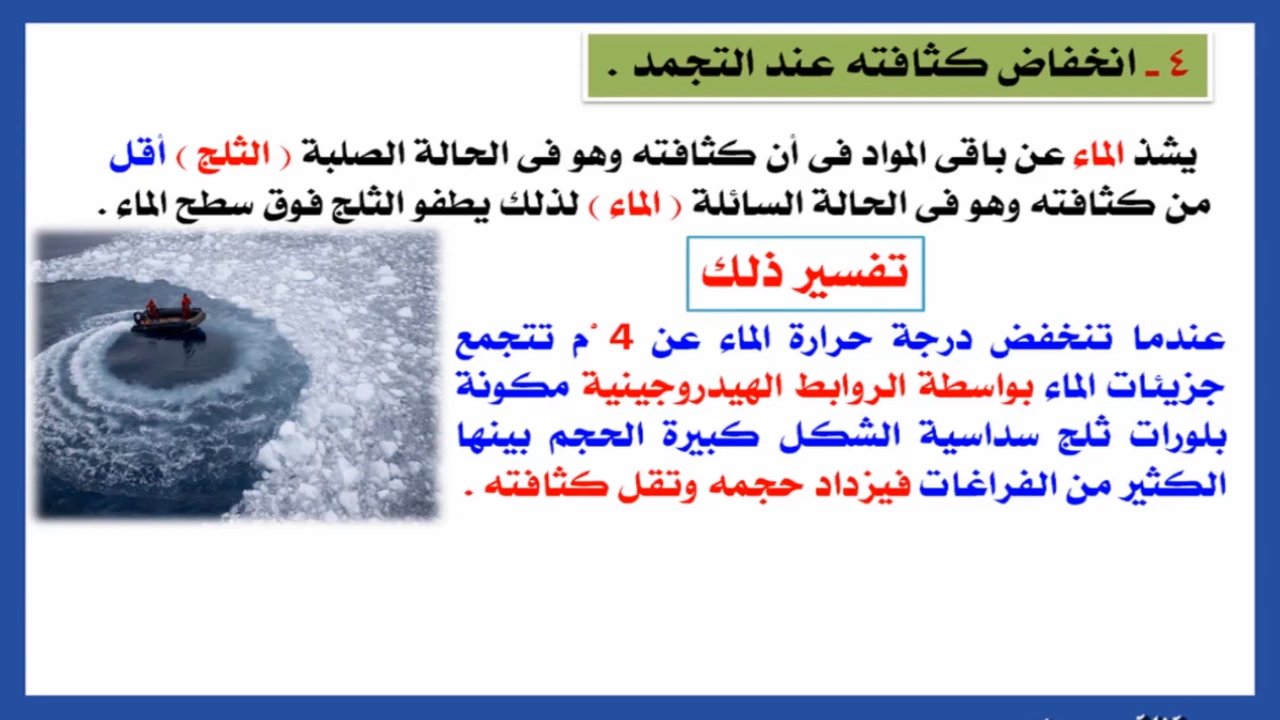 ٤ ـ انخفاض كثافته عند التجمد .
يشذ الماء عن باقى المواد فى أن كثافته وهو فى الحالة الصلبة ( الثلج ) أقل
من كثافته وهو فى الحالة السائلة ( الماء ) لذلك يطفو الثلج فوق سطح الماء .
تفسير ذلك
عندما تنخفض درجة حرارة الماء عن 4 ْم تتجمع
جزيئات الماء بواسطة الروابط الهيدروجينية مكونة
بلورات ثلج سداسية الشكل كبيرة الحجم بينها
الكثير من الفراغات فيزداد حجمه وتقل كثافته .